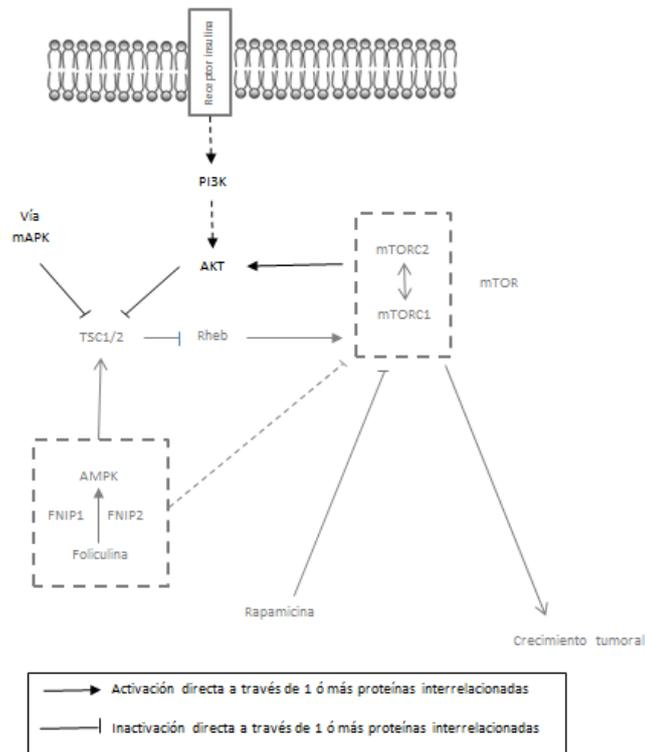 Receptor insulina
PI3K
Vía
mAPK
AKT
mTORC2
mTOR
mTORC1
TSC1/2
Rheb
AMPK
FNIP1
FNIP2
Foliculina
Rapamicina
Crecimiento tumoral
Activación directa a través de 1 ó más proteínas interrelacionadas
Inactivación directa a través de 1 ó más proteínas interrelacionadas